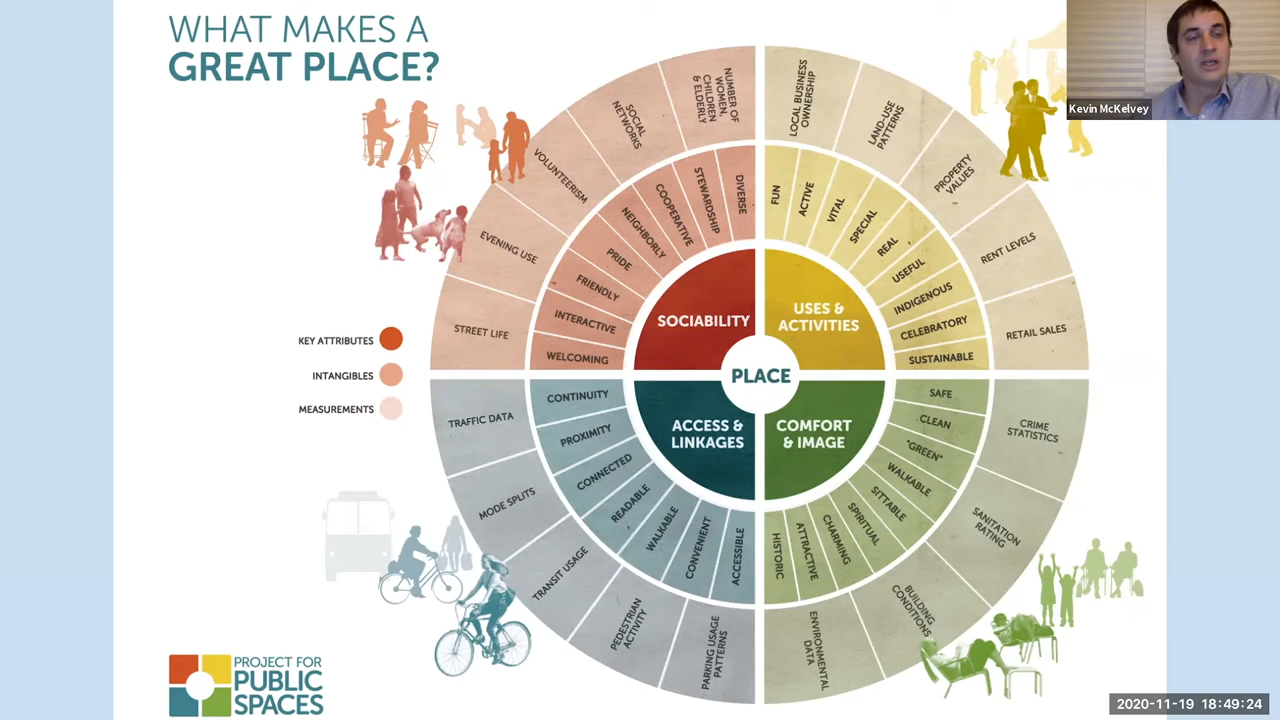 WHAT MAKES A
GREAT PLACE?
Kevin McKelvey
KEY ATTRIBUTES
INTANGIBLES
MEASUREMENTS
PLACE
SOCIABILITY
USES &
ACTIVITIES
ACCESS &
LINKAGES
COMFORT
& IMAGE
WELCOMING
INTERACTIVE
FRIENDLY
PRIDE
NEIGHBORLY
COOPERATIVE
STEWARDSHIP
DIVERSE
STREET LIFE
EVENING USE
VOLUNTEERISM
SOCIAL
NETWORKS
NUMBER OF
WOMEN,
CHILDREN
& ELDERLY
FUN
ACTIVE
VITAL
SPECIAL
REAL
USEFUL
INDIGENOUS
CELEBRATORY
SUSTAINABLE
LOCAL BUSINESS
OWNERSHIP
LAND-USE
PATTERNS
PROPERTY
VALUES
RENT LEVELS
RETAIL SALES
SAFE
CLEAN
"GREEN"
WALKABLE
SITTABLE
SPIRITUAL
CHARMING
ATTRACTIVE
HISTORIC
CRIME
STATISTICS
SANITATION
RATING
BUILDING
CONDITIONS
ENVIRONMENTAL
DATA
CONTINUITY
PROXIMITY
CONNECTED
READABLE
WALKABLE
CONVENIENT
ACCESSIBLE
TRAFFIC DATA
MODE SPLITS
TRANSIT USAGE
PEDESTRIAN
ACTIVITY
PARKING USAGE
PATTERNS
PROJECT FOR
PUBLIC
SPACES
2020-11-19 18:49:24